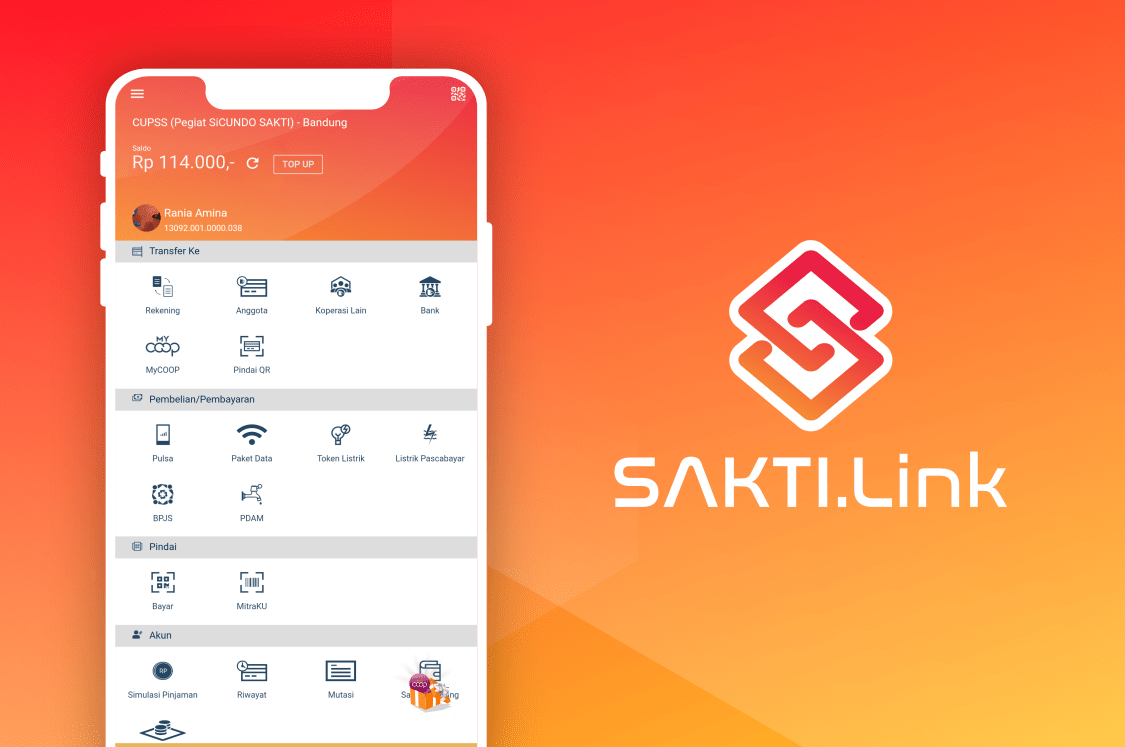 CUPSS (Pegiat SiCUNDO SAKTI) - Bandung
Saldo
Rp 114.000,-
TOP UP
Rania Amina
13092.001.0000.038
Transfer Ke
Rekening Anggota Koperasi Lain Bank
MY
COOP
MyCOOP Pindai QR
Pembelian/Pembayaran
Pulsa Paket Data Token Listrik Listrik Pascabayar
BPJS PDAM
Pindai
Bayar MitraKU
Akun
RP
Simulasi Pinjaman Riwayat Mutasi
COOP
SAKTI.Link